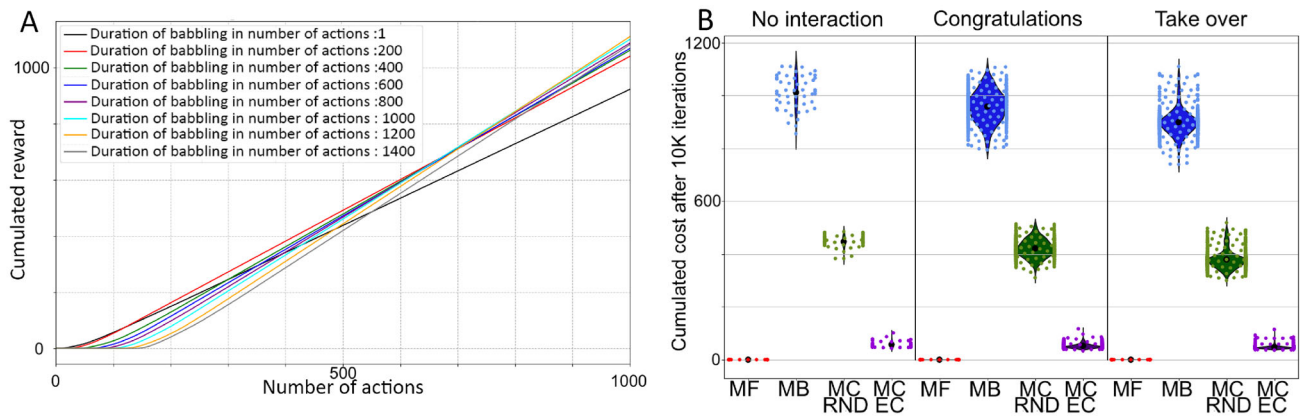 A
Cumulated reward
1000
0
Duration of babbling in number of actions :1
Duration of babbling in number of actions :200
Duration of babbling in number of actions :400
Duration of babbling in number of actions :600
Duration of babbling in number of actions :800
Duration of babbling in number of actions :1000
Duration of babbling in number of actions :1200
Duration of babbling in number of actions : 1400
0 500 1000
Number of actions
B
No interaction Congratulations Take over
Cumulated cost after 10K iterations
1200
600
0
MF MB MC MC MF MB MC MC MF MB MC MC
RND EC RND EC RND EC